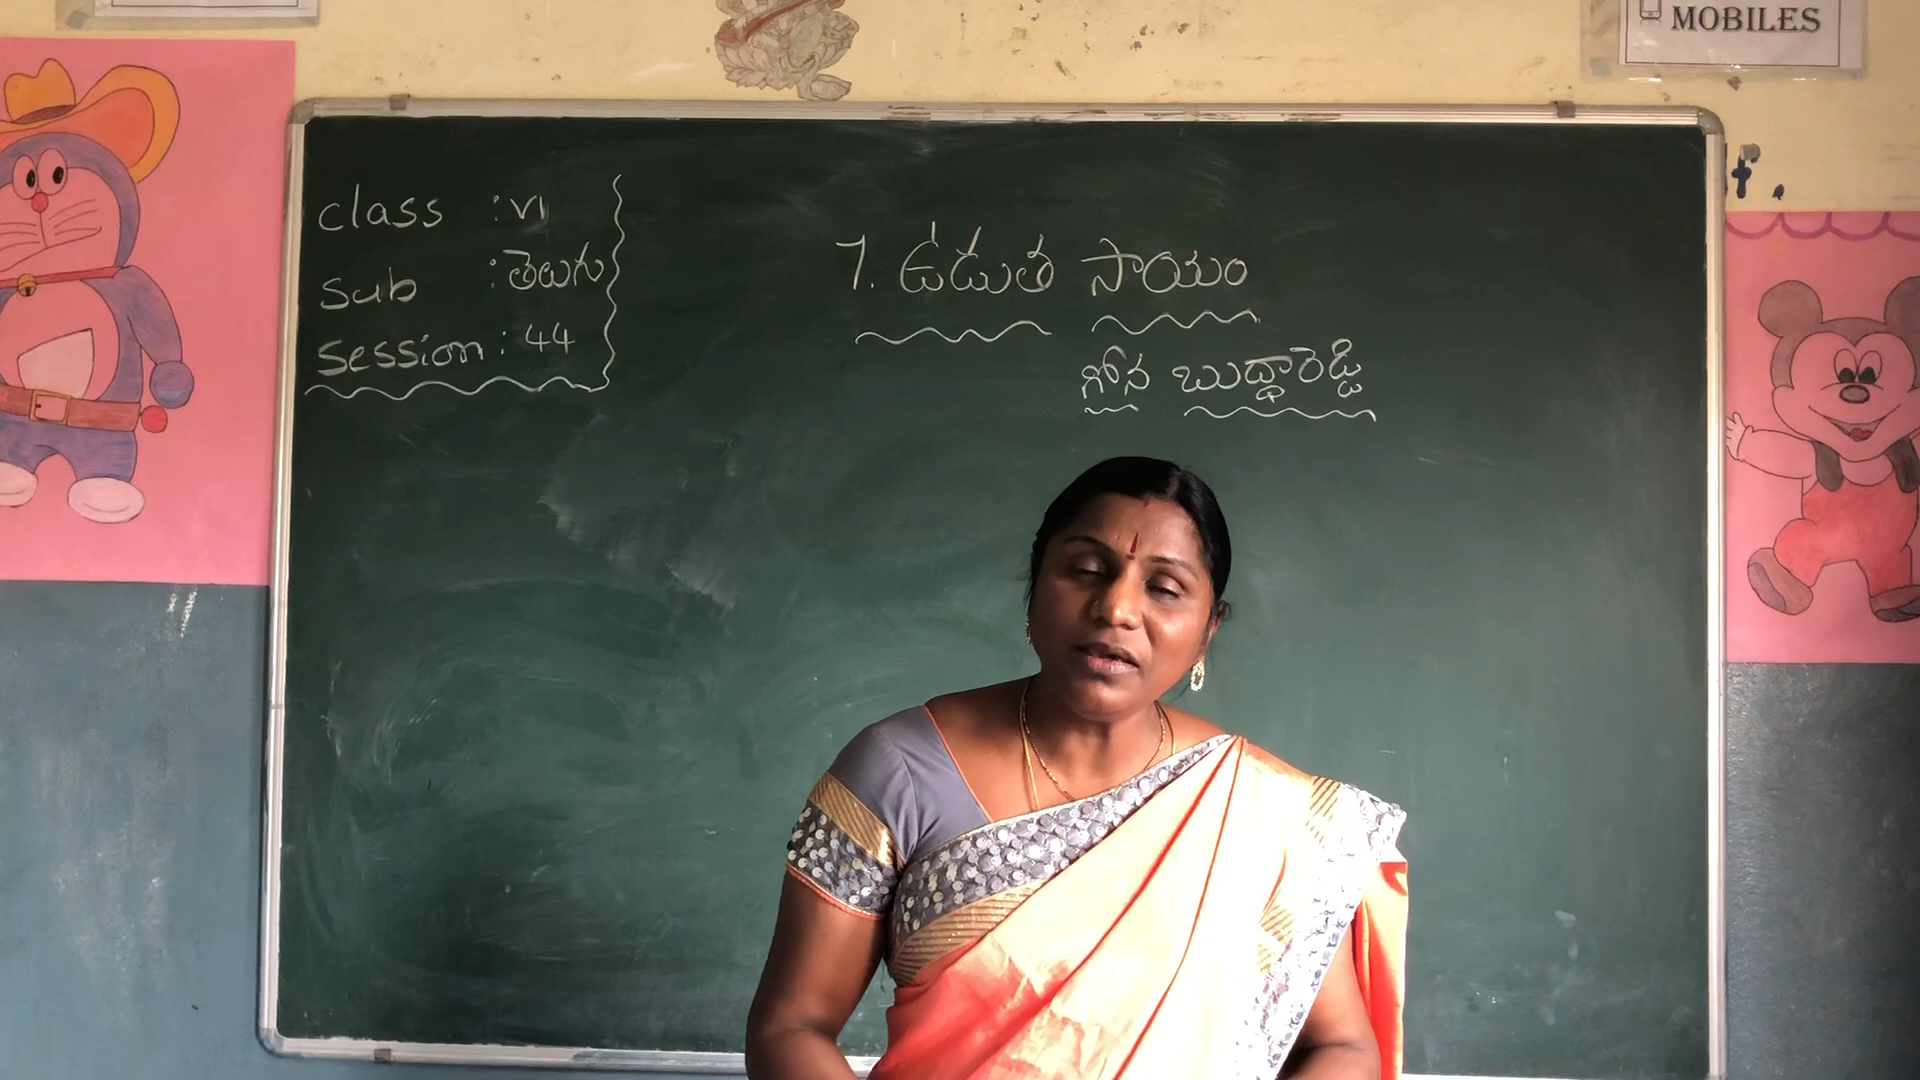 MOBILES
f.
class : VI
sub : తెలుగు
session : 44
7. ఉడుత సాయం
గోన బుద్ధారెడ్డి